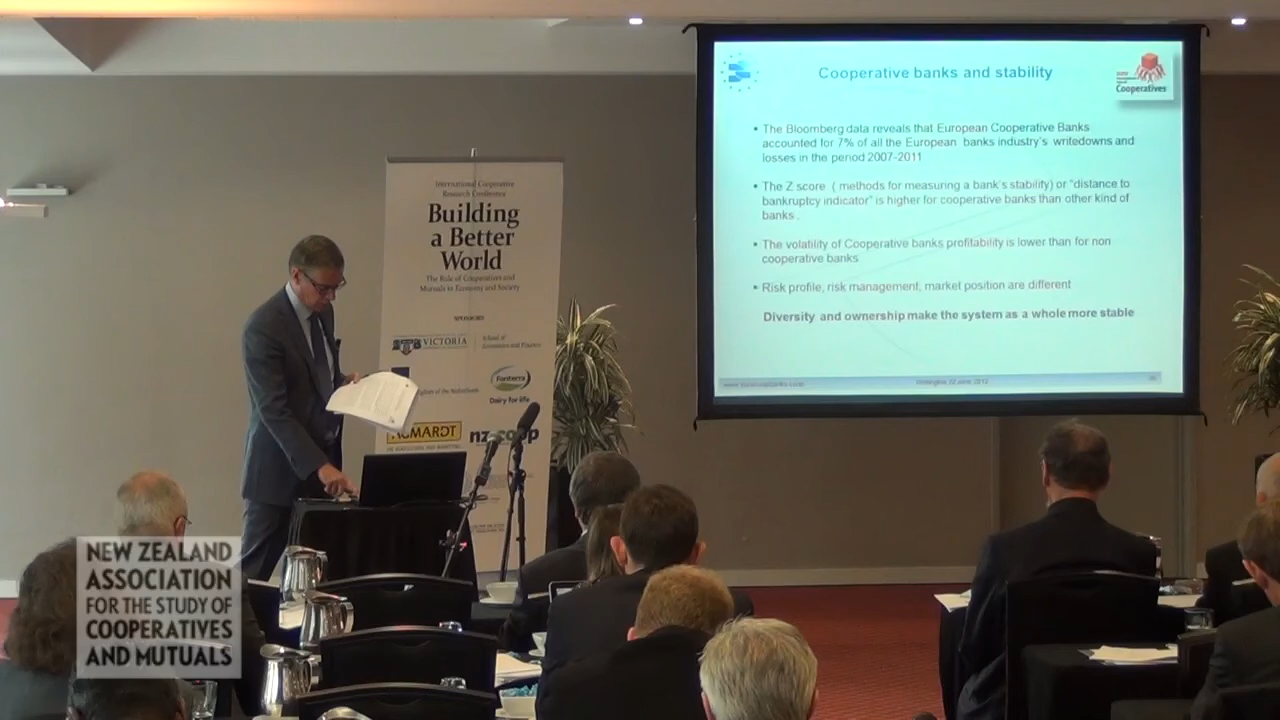 Cooperative banks and stability
Cooperatives
▪ The Bloomberg data reveals that European Cooperative Banks
accounted for 7% of all the European banks industry's writedowns and
losses in the period 2007-2011
▪ The Z score ( methods for measuring a bank's stability) or "distance to
bankruptcy indicator" is higher for cooperative banks than other kind of
banks .
▪ The volatility of Cooperative banks profitability is lower than for non
cooperative banks
▪ Risk profile, risk management, market position are different
Diversity and ownership make the system as a whole more stable
International Cooperative
Research Conference
Building
a Better
World
The Role of Cooperatives and
Mutuals in Economy and Society
SPONSORS
VICTORIA
School of
Economics and Finance
Fonterra
Dairy for life
AGMARDT
nz coop
NEW ZEALAND
ASSOCIATION
FOR THE STUDY OF
COOPERATIVES
AND MUTUALS